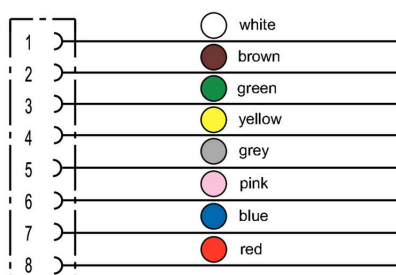 1 white
2 brown
3 green
4 yellow
5 grey
6 pink
7 blue
8 red